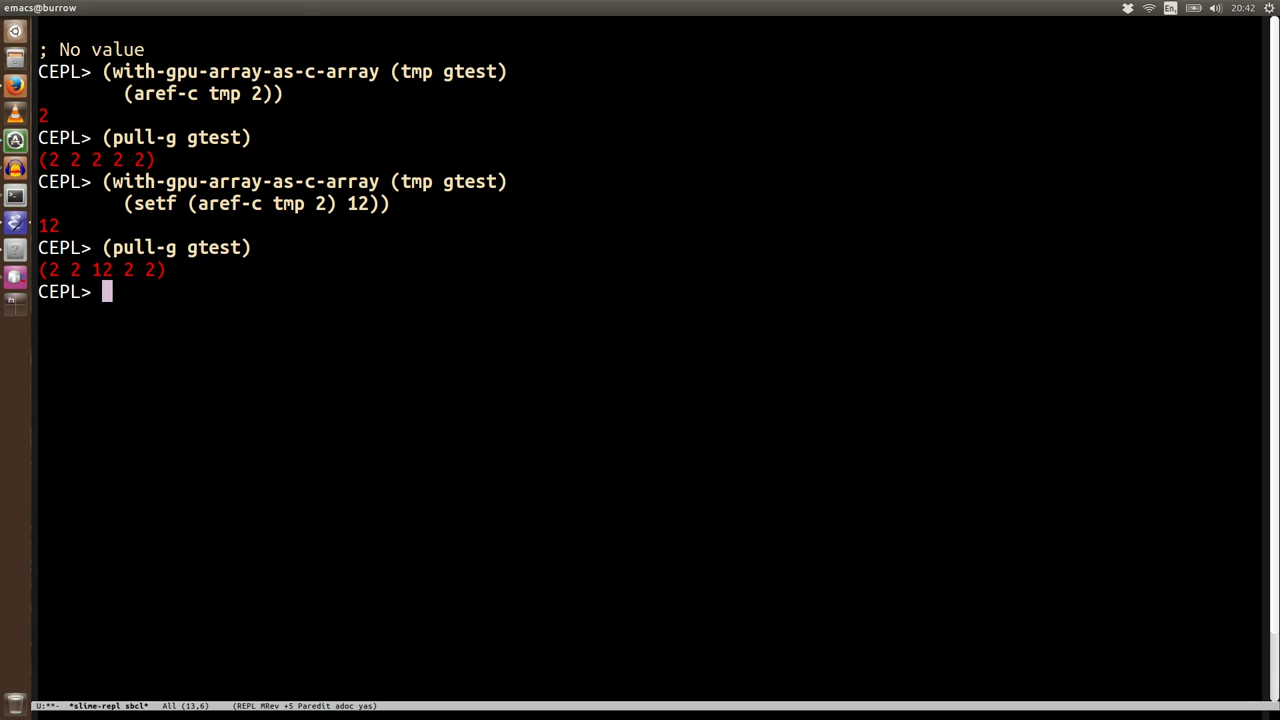 emacs@burrow
En
20:42
; No value
CEPL> (with-gpu-array-as-c-array (tmp gtest)
(aref-c tmp 2))
2
CEPL> (pull-g gtest)
(2 2 2 2 2)
CEPL> (with-gpu-array-as-c-array (tmp gtest)
(setf (aref-c tmp 2) 12))
12
CEPL> (pull-g gtest)
(2 2 12 2 2)
CEPL>
U:**- *slime-repl sbcl* All (13,6) (REPL MRev +5 Paredit adoc yas)